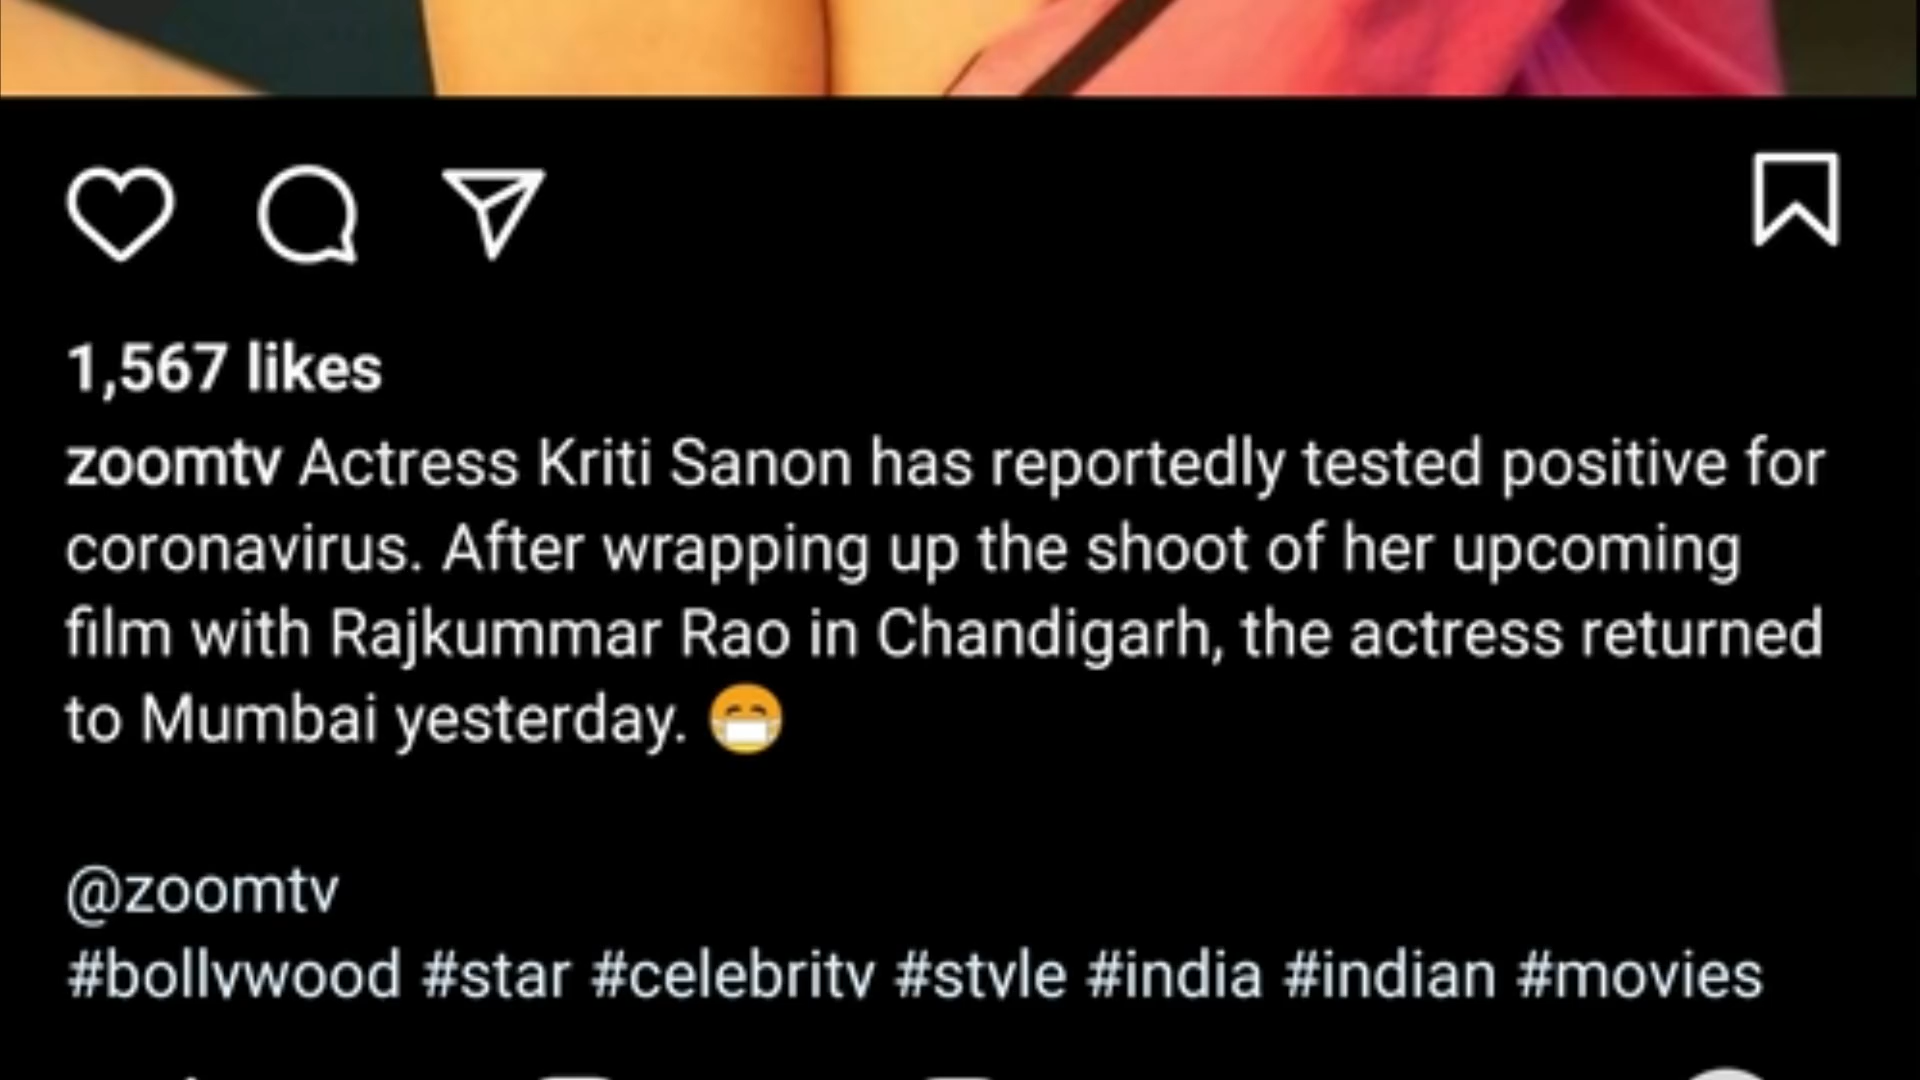 1,567 likes
zoomtv Actress Kriti Sanon has reportedly tested positive for
coronavirus. After wrapping up the shoot of her upcoming
film with Rajkummar Rao in Chandigarh, the actress returned
to Mumbai yesterday. 😷
@zoomtv
#bollywood #star #celebrity #style #india #indian #movies